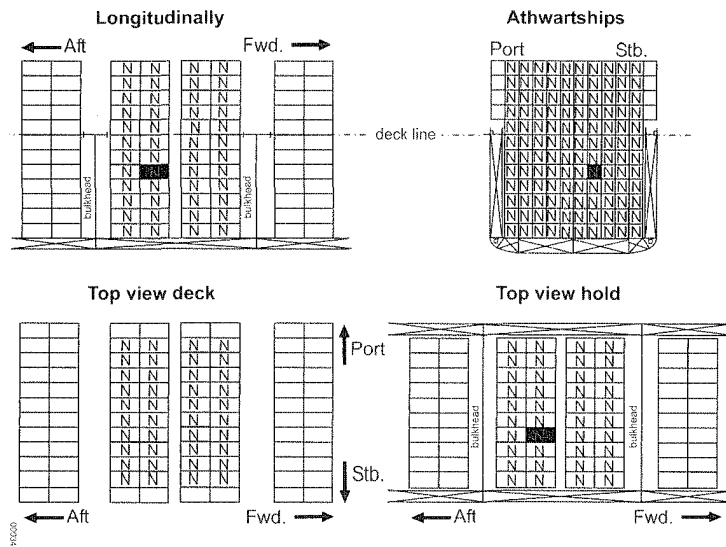 Longitudinally
Aft
Fwd.
N N N N
N N N N
N N N N
N N N N
N N N N
N N N N
N N N N
N N N N
N N N N
N N N N
N N N N
N N N N
bulkhead
bulkhead
deck line
Athwartships
Port
Stb.
N N N N N N N N N N
N N N N N N N N N N
N N N N N N N N N N
N N N N N N N N N N
N N N N N N N N N N
N N N N N N N N N N
N N N N N N N N N N
N N N N N N N N N
N N N N N N N N N N
N N N N N N N N N N
N N N N N N N N N N
N N N N N N N N N N
Top view deck
N N N N
N N N N
N N N N
N N N N
N N N N
N N N N
N N N N
N N N N
N N N N
N N N N
Port
Stb.
Aft
Fwd.
Top view hold
N N N N
N N N N
N N N N
N N N N
N N N N
N N N N
N N N
N N N N
N N N N
N N N N
bulkhead
bulkhead
Aft
Fwd.